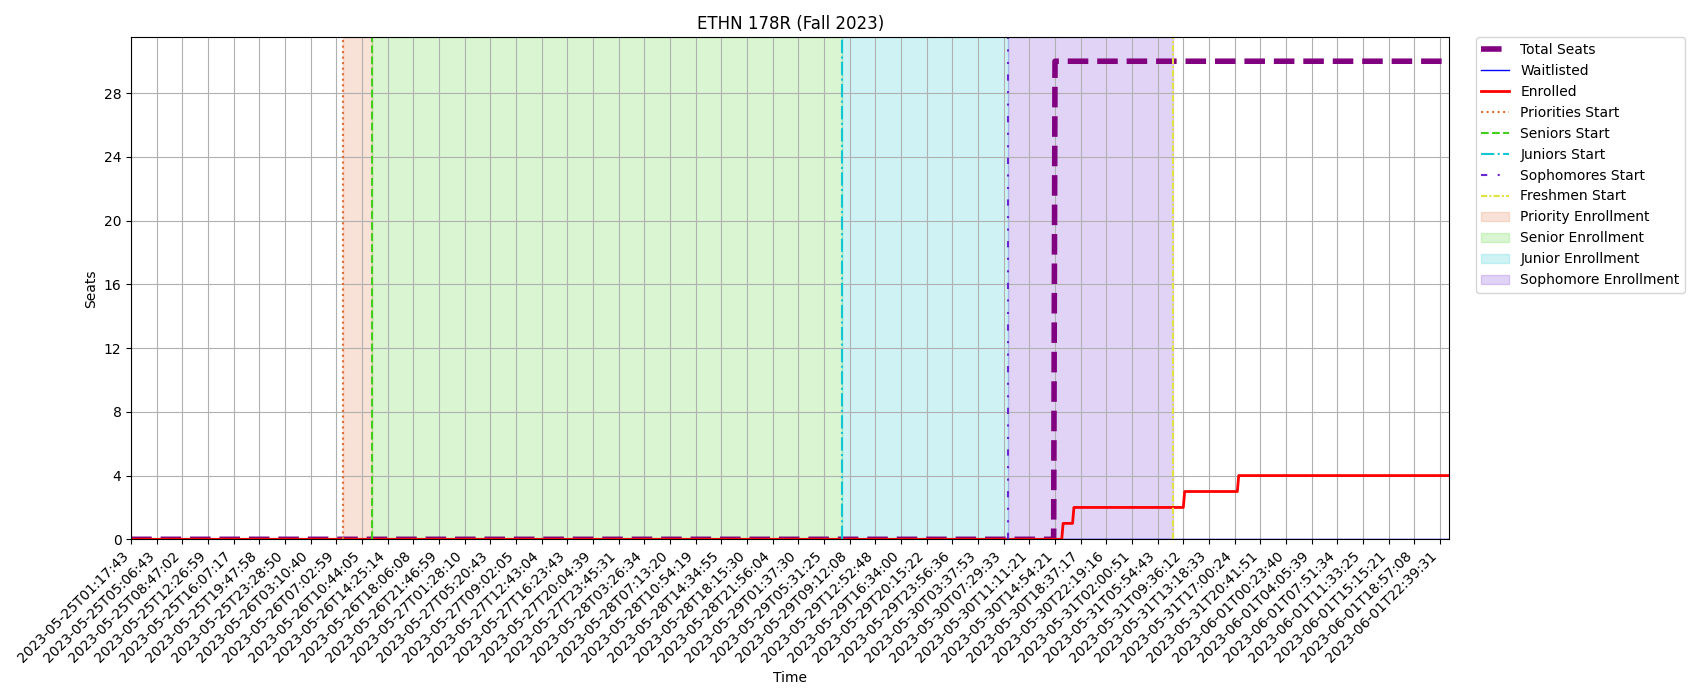 ETHN 178R (Fall 2023)
Seats
28
24
20
16
12
8
4
0
2023-05-25T01:17:43
2023-05-25T05:06:43
2023-05-25T08:47:02
2023-05-25T12:26:59
2023-05-25T16:07:17
2023-05-25T19:47:58
2023-05-25T23:28:50
2023-05-26T03:10:40
2023-05-26T07:02:59
2023-05-26T10:44:05
2023-05-26T14:25:14
2023-05-26T18:06:08
2023-05-26T21:46:59
2023-05-27T01:28:10
2023-05-27T05:20:43
2023-05-27T09:02:05
2023-05-27T12:43:04
2023-05-27T16:23:43
2023-05-27T20:04:39
2023-05-27T23:45:31
2023-05-28T03:26:34
2023-05-28T07:13:20
2023-05-28T10:54:19
2023-05-28T14:34:55
2023-05-28T18:15:30
2023-05-28T21:56:04
2023-05-29T01:37:30
2023-05-29T05:31:25
2023-05-29T09:12:08
2023-05-29T12:52:48
2023-05-29T16:34:00
2023-05-29T20:15:22
2023-05-29T23:56:36
2023-05-30T03:37:53
2023-05-30T07:29:33
2023-05-30T11:11:21
2023-05-30T14:54:21
2023-05-30T18:37:17
2023-05-30T22:19:16
2023-05-31T02:00:51
2023-05-31T05:54:43
2023-05-31T09:36:12
2023-05-31T13:18:33
2023-05-31T17:00:24
2023-05-31T20:41:51
2023-06-01T00:23:40
2023-06-01T04:05:39
2023-06-01T07:51:34
2023-06-01T11:33:25
2023-06-01T15:15:21
2023-06-01T18:57:08
2023-06-01T22:39:31
Time
Total Seats
Waitlisted
Enrolled
Priorities Start
Seniors Start
Juniors Start
Sophomores Start
Freshmen Start
Priority Enrollment
Senior Enrollment
Junior Enrollment
Sophomore Enrollment